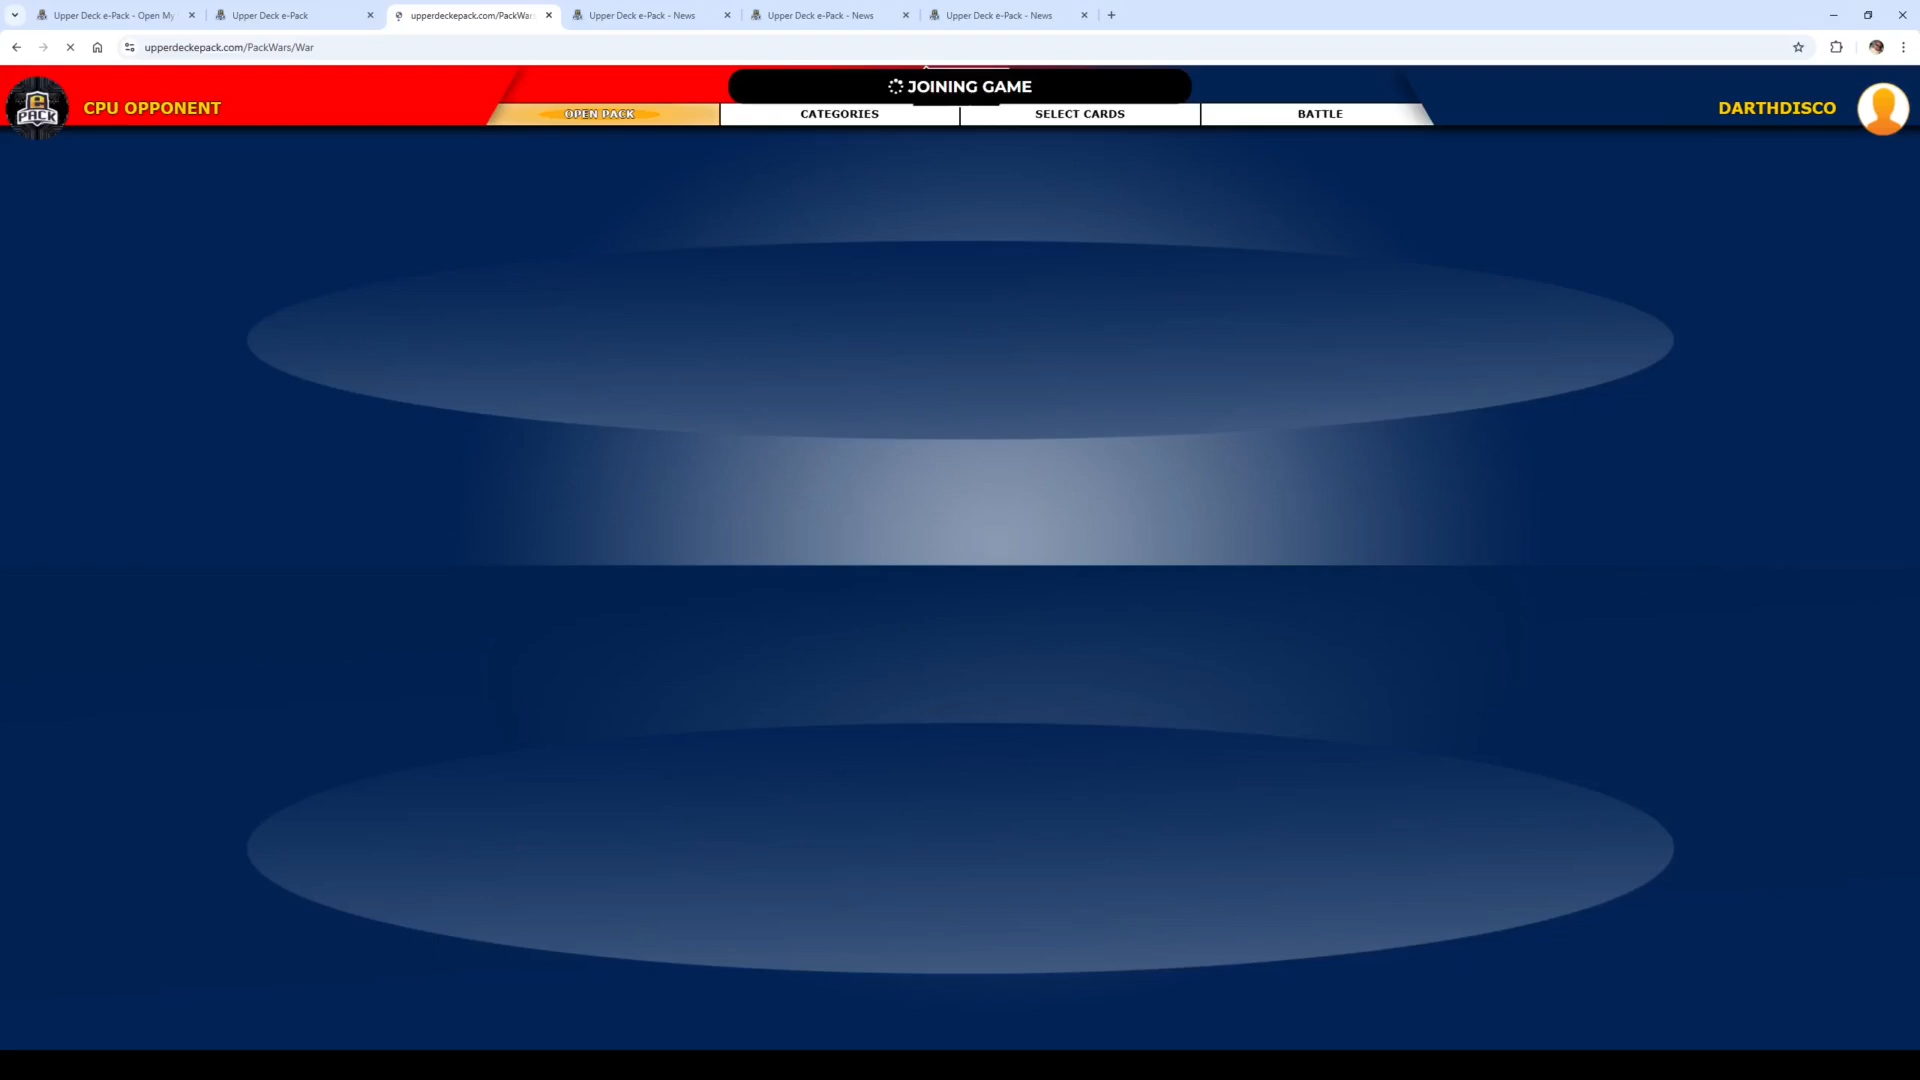 Upper Deck e-Pack - Open My
Upper Deck e-Pack
upperdeckepack.com/PackWars
Upper Deck e-Pack - News
Upper Deck e-Pack - News
Upper Deck e-Pack - News
upperdeckepack.com/PackWars/War
e PACK
CPU OPPONENT
JOINING GAME
OPEN PACK
CATEGORIES
SELECT CARDS
BATTLE
DARTHDISCO